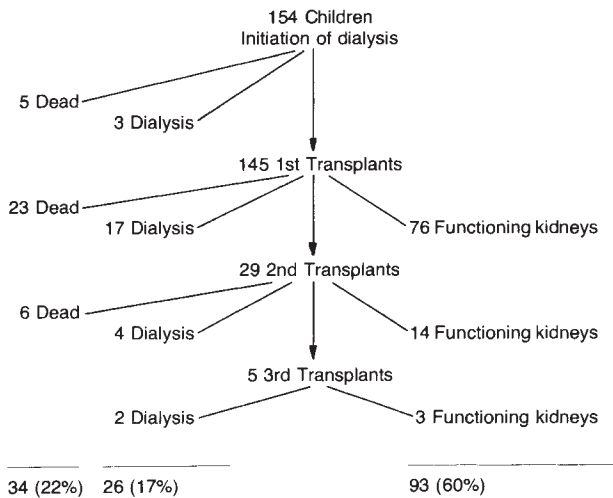 154 Children
Initiation of dialysis
5 Dead
3 Dialysis
145 1st Transplants
23 Dead
17 Dialysis
76 Functioning kidneys
29 2nd Transplants
6 Dead
4 Dialysis
14 Functioning kidneys
5 3rd Transplants
2 Dialysis
3 Functioning kidneys
34 (22%) 26 (17%) 93 (60%)